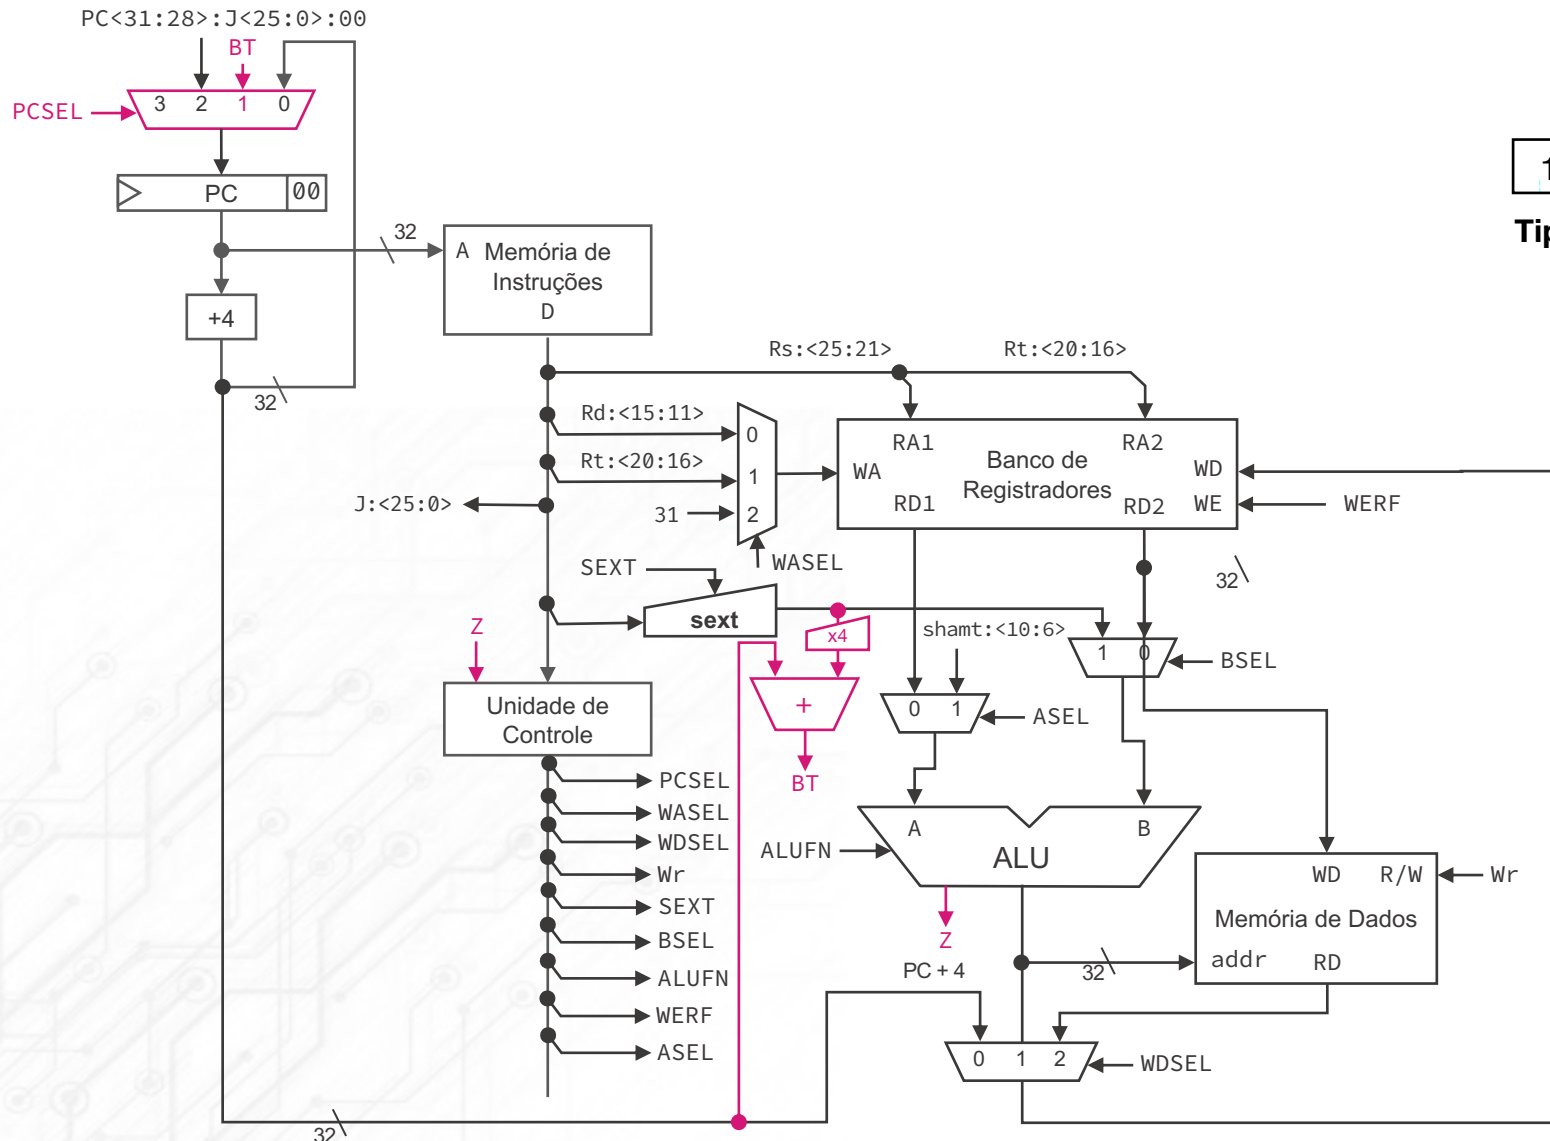 PC<31:28>:J<25:0>:00
BT
PCSEL
3 2 1 0
PC 00
32
A Memória de
Instruções
D
+4
32
Rs:<25:21> Rt:<20:16>
Rd:<15:11>
Rt:<20:16>
31
0
1
2
J:<25:0>
WASEL
RA1 RA2
WA Banco de
Registradores
WD
RD1 RD2 WE
WERF
32
SEXT
sext
x4
shamt:<10:6>
1 0
BSEL
Z
+
BT
0 1
ASEL
Unidade de
Controle
PCSEL
WASEL
WDSEL
Wr
SEXT
BSEL
ALUFN
WERF
ASEL
ALUFN
A B
ALU
Z
PC + 4
32
WD R/W
Wr
Memória de Dados
addr RD
0 1 2
WDSEL
32